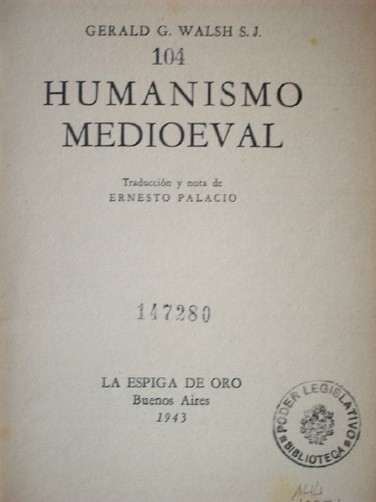 GERALD G. WALSH S. J.
104
HUMANISMO
MEDIOEVAL
Traducción y nota de
ERNESTO PALACIO
147280
LA ESPIGA DE ORO
Buenos Aires
1943
PODER LEGISLATIVO
BIBLIOTECA